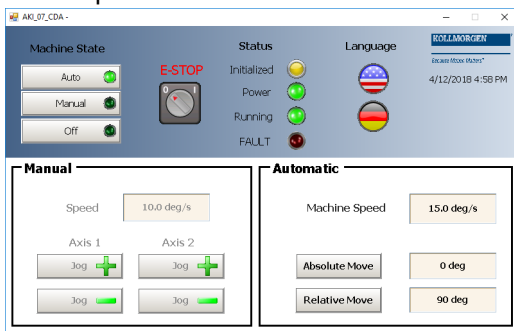 AKI_07_CDA -
Machine State
Auto
Manual
Off
E-STOP
0 1
Status
Initialized
Power
Running
FAULT
Language
KOLLMORGEN
Because Motion Matters™
4/12/2018 4:58 PM
Manual
Speed 10.0 deg/s
Axis 1 Axis 2
Jog Jog
Jog Jog
Automatic
Machine Speed 15.0 deg/s
Absolute Move 0 deg
Relative Move 90 deg